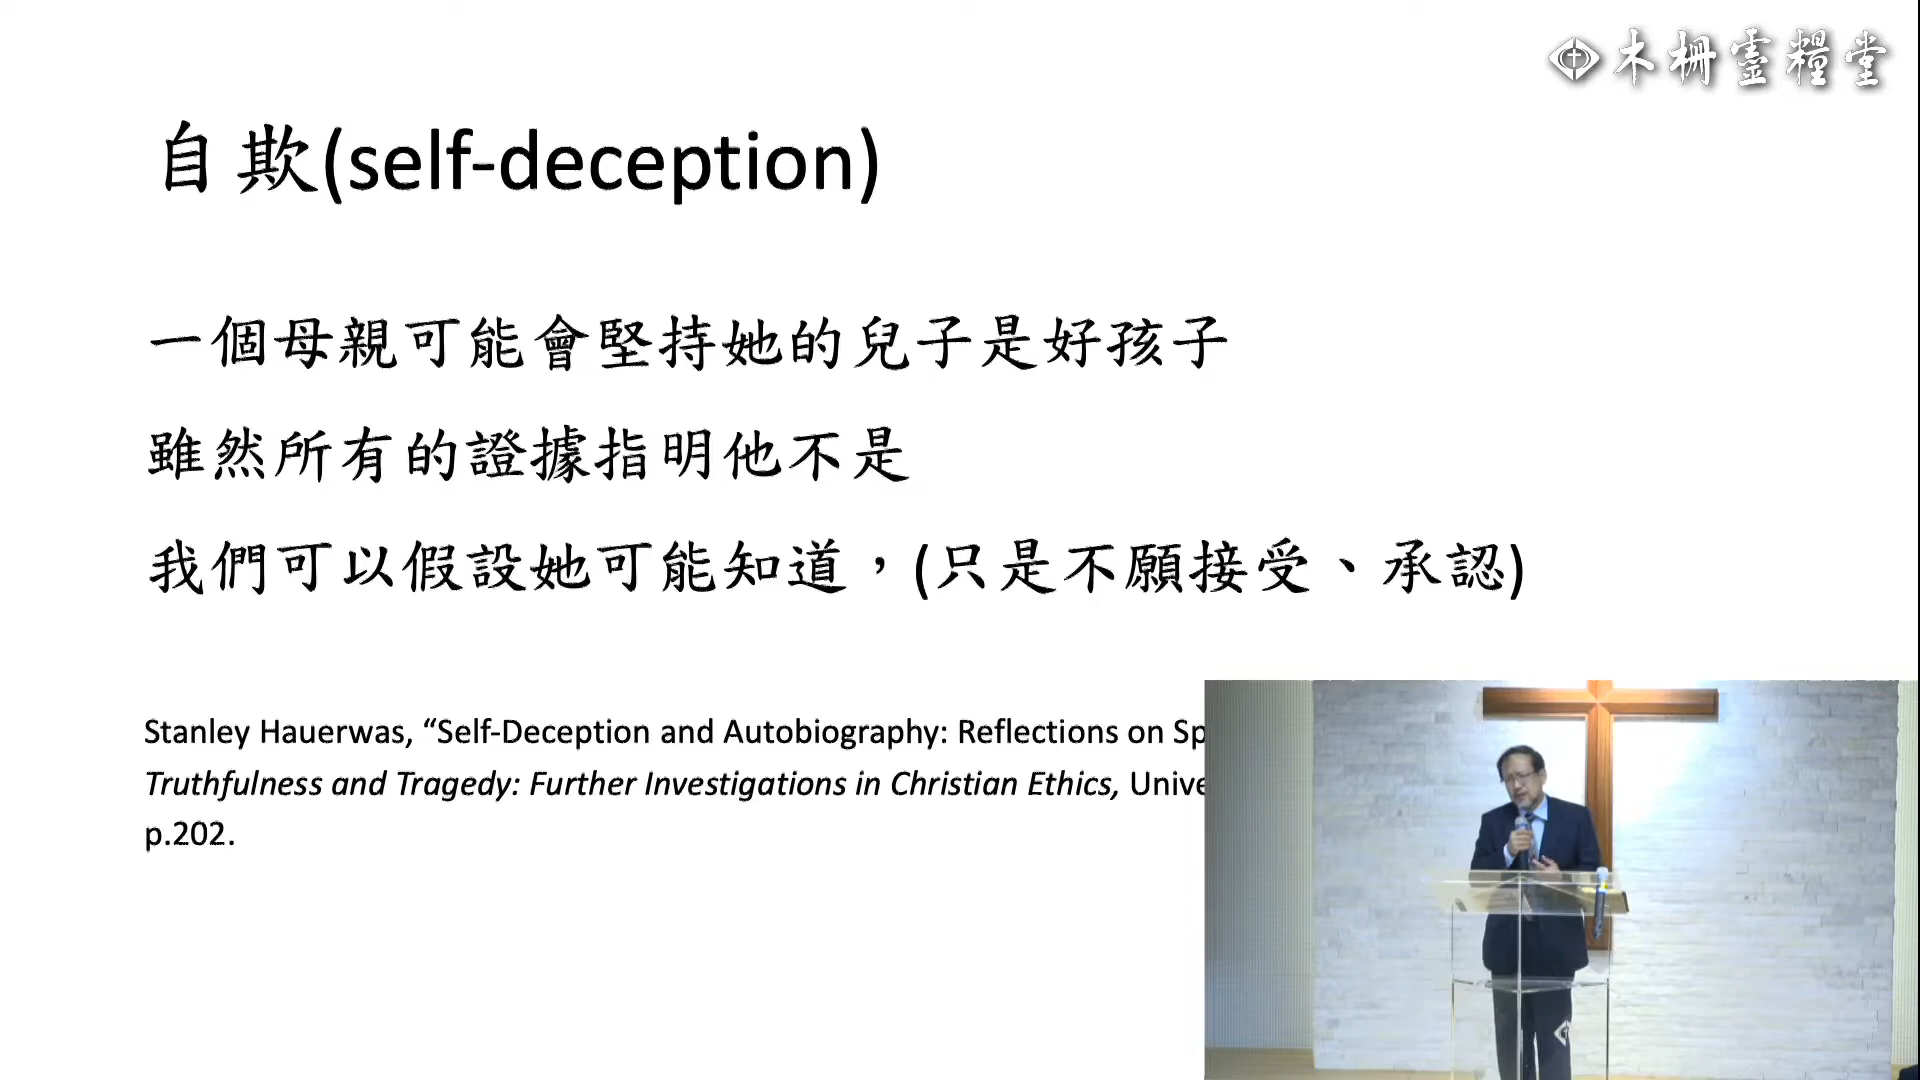 木柵靈糧堂
自欺(self-deception)
一個母親可能會堅持她的兒子是好孩子
雖然所有的證據指明他不是
我們可以假設她可能知道，(只是不願接受、承認)
Stanley Hauerwas, “Self-Deception and Autobiography: Reflections on Sp
Truthfulness and Tragedy: Further Investigations in Christian Ethics, Unive
p.202.